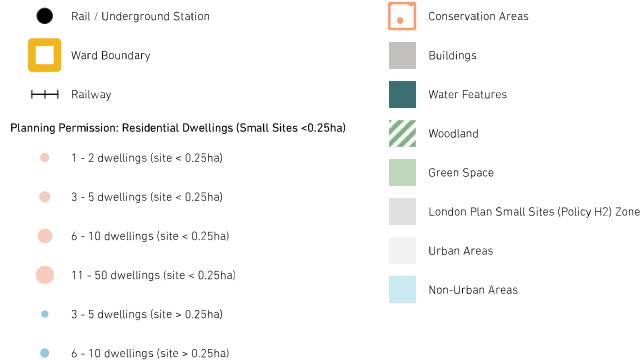 Rail / Underground Station
Ward Boundary
Railway
Planning Permission: Residential Dwellings (Small Sites <0.25ha)
1 - 2 dwellings (site < 0.25ha)
3 - 5 dwellings (site < 0.25ha)
6 - 10 dwellings (site < 0.25ha)
11 - 50 dwellings (site < 0.25ha)
3 - 5 dwellings (site > 0.25ha)
6 - 10 dwellings (site > 0.25ha)
Conservation Areas
Buildings
Water Features
Woodland
Green Space
London Plan Small Sites (Policy H2) Zone
Urban Areas
Non-Urban Areas